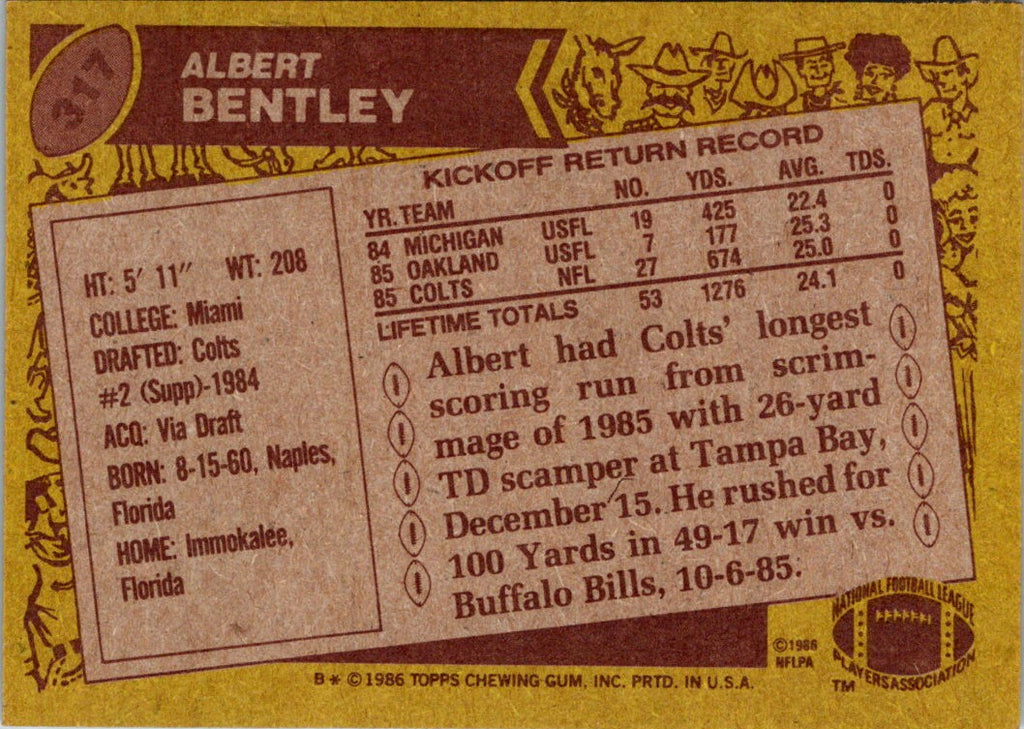 317
ALBERT
BENTLEY
KICKOFF RETURN RECORD
YR. TEAM NO. YDS. AVG. TDS.
84 MICHIGAN USFL 19 425 22.4 0
85 OAKLAND USFL 7 177 25.3 0
85 COLTS NFL 27 674 25.0 0
LIFETIME TOTALS 53 1276 24.1 0
HT: 5' 11" WT: 208
COLLEGE: Miami
DRAFTED: Colts
#2 (Supp)-1984
ACQ: Via Draft
BORN: 8-15-60, Naples,
Florida
HOME: Immokalee,
Florida
Albert had Colts' longest
scoring run from scrim-
mage of 1985 with 26-yard
TD scamper at Tampa Bay,
December 15. He rushed for
100 Yards in 49-17 win vs.
Buffalo Bills, 10-6-85.
©1986
NFLPA
NATIONAL FOOTBALL LEAGUE
PLAYERS ASSOCIATION
TM
B * © 1986 TOPPS CHEWING GUM, INC. PRTD. IN U.S.A.